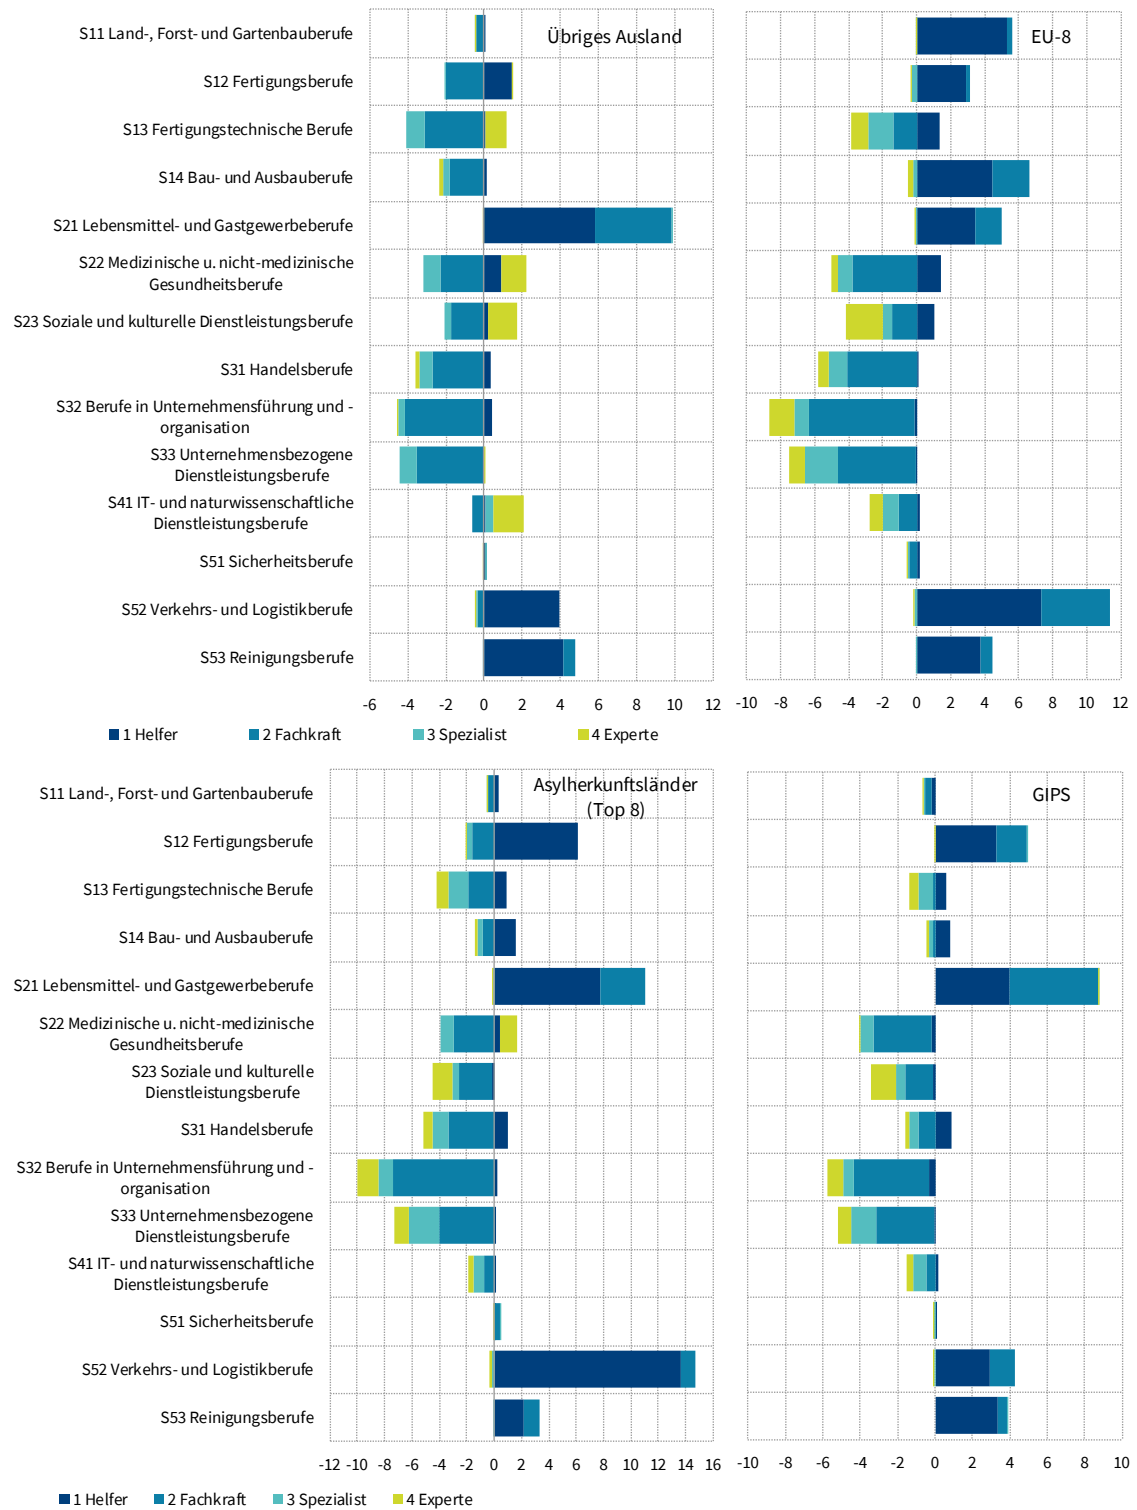 Übriges Ausland
EU-8
S11 Land-, Forst- und Gartenbauberufe
S12 Fertigungsberufe
S13 Fertigungstechnische Berufe
S14 Bau- und Ausbauberufe
S21 Lebensmittel- und Gastgewerbeberufe
S22 Medizinische u. nicht-medizinische
Gesundheitsberufe
S23 Soziale und kulturelle Dienstleistungsberufe
S31 Handelsberufe
S32 Berufe in Unternehmensführung und -
organisation
S33 Unternehmensbezogene
Dienstleistungsberufe
S41 IT- und naturwissenschaftliche
Dienstleistungsberufe
S51 Sicherheitsberufe
S52 Verkehrs- und Logistikberufe
S53 Reinigungsberufe
-6 -4 -2 0 2 4 6 8 10 12
-10 -8 -6 -4 -2 0 2 4 6 8 10 12
1 Helfer 2 Fachkraft 3 Spezialist 4 Experte
Asylherkunftsländer
(Top 8)
GIPS
S11 Land-, Forst- und Gartenbauberufe
S12 Fertigungsberufe
S13 Fertigungstechnische Berufe
S14 Bau- und Ausbauberufe
S21 Lebensmittel- und Gastgewerbeberufe
S22 Medizinische u. nicht-medizinische
Gesundheitsberufe
S23 Soziale und kulturelle
Dienstleistungsberufe
S31 Handelsberufe
S32 Berufe in Unternehmensführung und -
organisation
S33 Unternehmensbezogene
Dienstleistungsberufe
S41 IT- und naturwissenschaftliche
Dienstleistungsberufe
S51 Sicherheitsberufe
S52 Verkehrs- und Logistikberufe
S53 Reinigungsberufe
-12 -10 -8 -6 -4 -2 0 2 4 6 8 10 12 14 16
-10 -8 -6 -4 -2 0 2 4 6 8 10
1 Helfer 2 Fachkraft 3 Spezialist 4 Experte